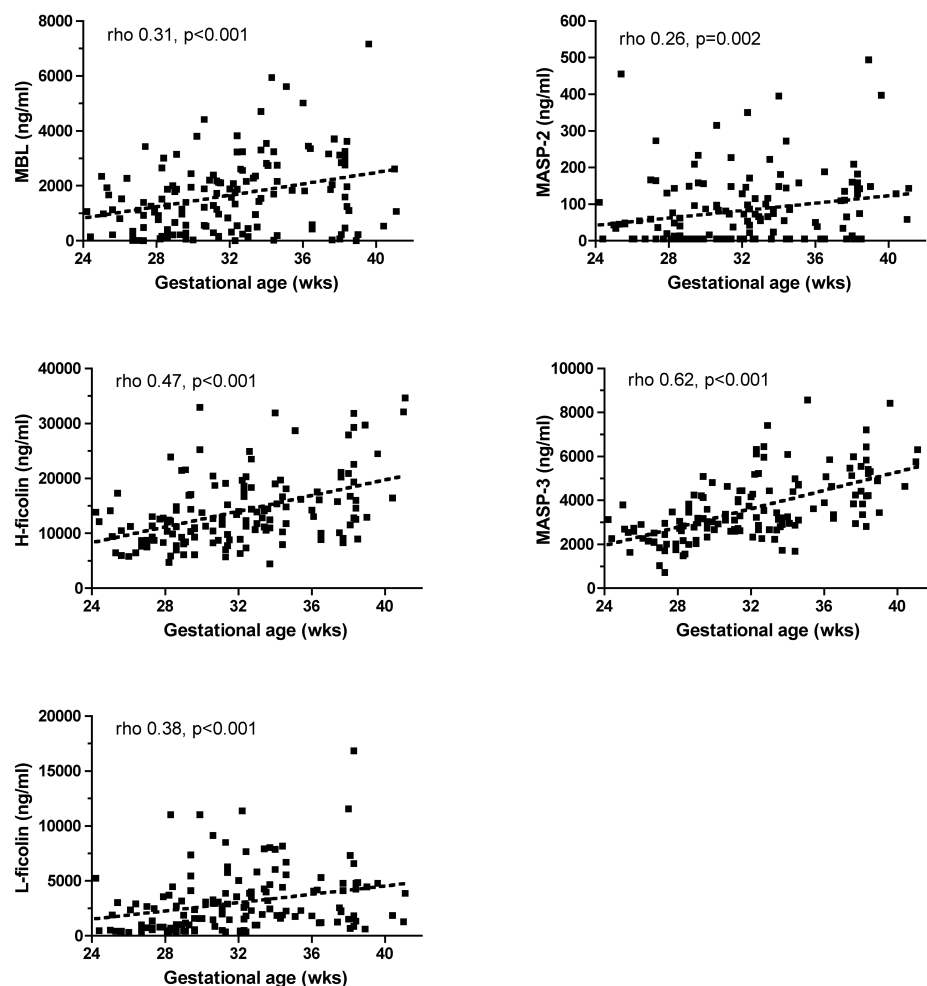 8000
6000
4000
2000
0
MBL (ng/ml)
rho 0.31, p<0.001
24 28 32 36 40
Gestational age (wks)
600
500
400
300
200
100
0
MASP-2 (ng/ml)
rho 0.26, p=0.002
24 28 32 36 40
Gestational age (wks)
40000
30000
20000
10000
0
H-ficolin (ng/ml)
rho 0.47, p<0.001
24 28 32 36 40
Gestational age (wks)
10000
8000
6000
4000
2000
0
MASP-3 (ng/ml)
rho 0.62, p<0.001
24 28 32 36 40
Gestational age (wks)
20000
15000
10000
5000
0
L-ficolin (ng/ml)
rho 0.38, p<0.001
24 28 32 36 40
Gestational age (wks)